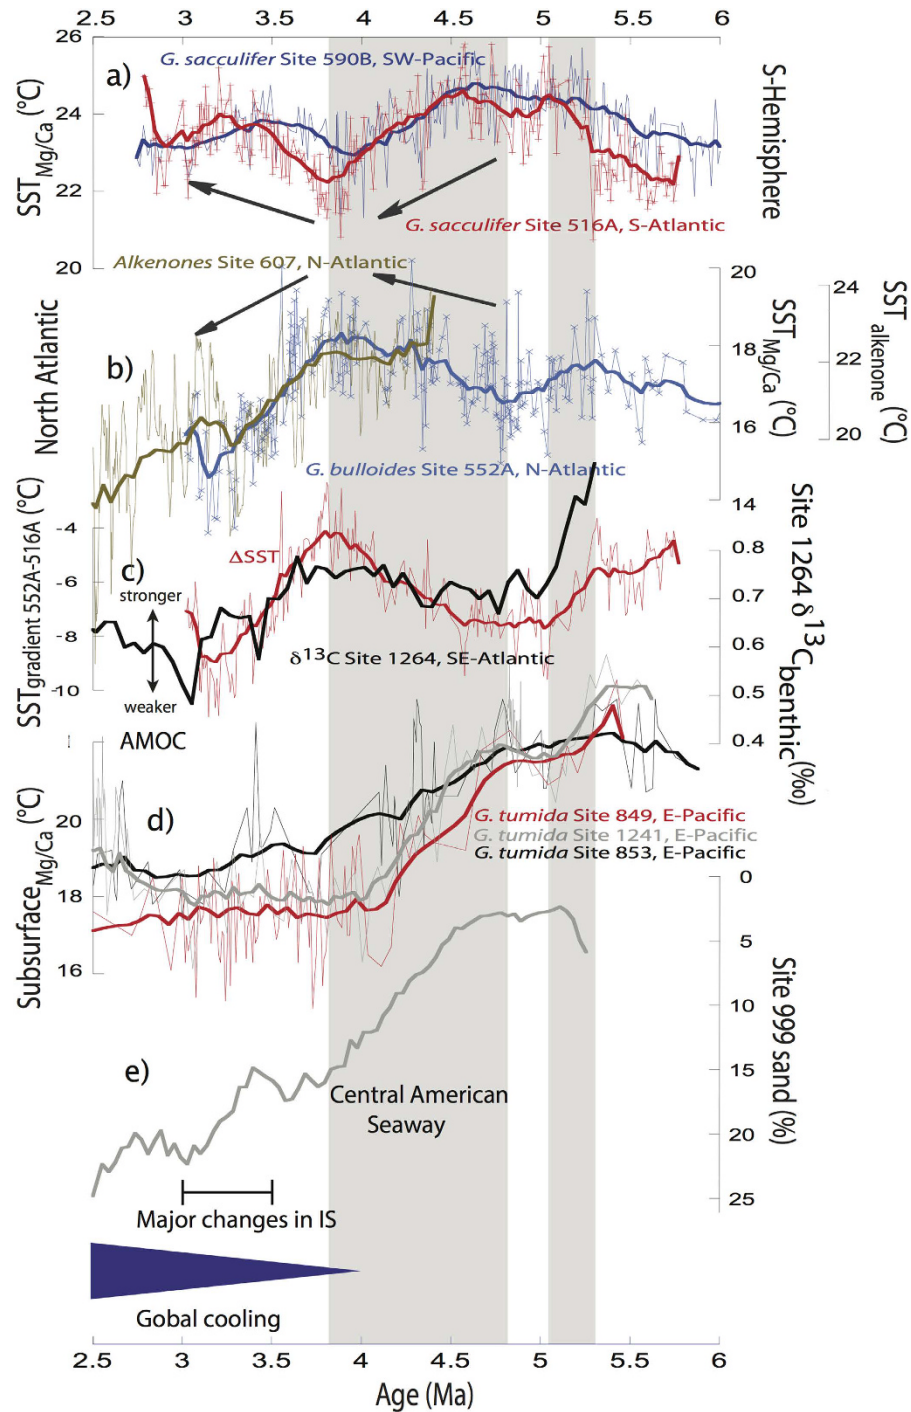 2.5 3 3.5 4 4.5 5 5.5 6
26
24
22
20
SST Mg/Ca (°C)
a)
G. sacculifer Site 590B, SW-Pacific
G. sacculifer Site 516A, S-Atlantic
S-Hemisphere
Alkenones Site 607, N-Atlantic
North Atlantic
b)
G. bulloides Site 552A, N-Atlantic
20
18
16
14
SST Mg/Ca (°C)
24
22
20
SST alkenone (°C)
SST gradient 552A-516A (°C)
-4
-6
-8
-10
c)
ΔSST
stronger
weaker
AMOC
δ13C Site 1264, SE-Atlantic
0.8
0.7
0.6
0.5
0.4
Site 1264 δ13C benthic (‰)
Subsurface Mg/Ca (°C)
20
18
16
d)
G. tumida Site 849, E-Pacific
G. tumida Site 1241, E-Pacific
G. tumida Site 853, E-Pacific
0
5
10
15
20
25
Site 999 sand (%)
e)
Central American
Seaway
Major changes in IS
Gobal cooling
2.5 3 3.5 4 4.5 5 5.5 6
Age (Ma)